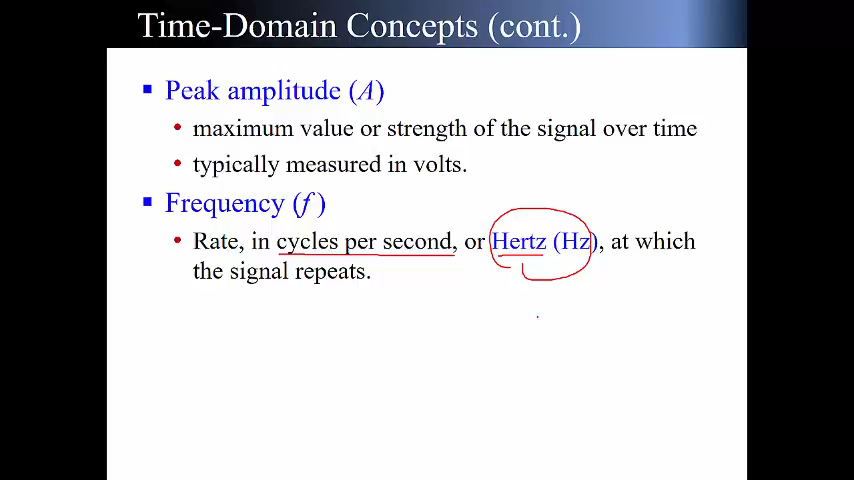 Time-Domain Concepts (cont.)
Peak amplitude (A)
maximum value or strength of the signal over time
typically measured in volts.
Frequency (f)
Rate, in cycles per second, or Hertz (Hz), at which
the signal repeats.